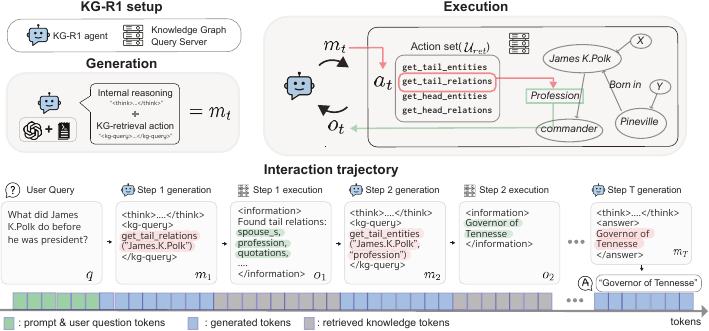 KG-R1 setup
KG-R1 agent
Knowledge Graph
Query Server
Generation
Internal reasoning
"<think>...</think>"
+
KG-retrieval action
"<kg-query>...</kg-query>"
= m_t
Execution
m_t
a_t
o_t
Action set(U_ret)
get_tail_entities
get_tail_relations
get_head_entities
get_head_relations
James K.Polk
X
Born in
Profession
Y
commander
Pineville
Interaction trajectory
? User Query
What did James
K.Polk do before
he was president?
q
Step 1 generation
<think>....</think>
<kg-query>
get_tail_relations
("James.K.Polk")
</kg-query>
m_1
Step 1 execution
<information>
Found tail relations:
spouse_s,
profession,
quotations,
....
</information>
o_1
Step 2 generation
<think>....</think>
<kg-query>
get_tail_entities
("James.K.Polk",
"profession")
</kg-query>
m_2
Step 2 execution
<information>
Governor of
Tennesse
</information>
o_2
Step T generation
<think>....</think>
<answer>
Governor of
Tennesse
</answer>
m_T
A "Governor of Tennesse"
tokens
: prompt & user question tokens
: generated tokens
: retrieved knowledge tokens